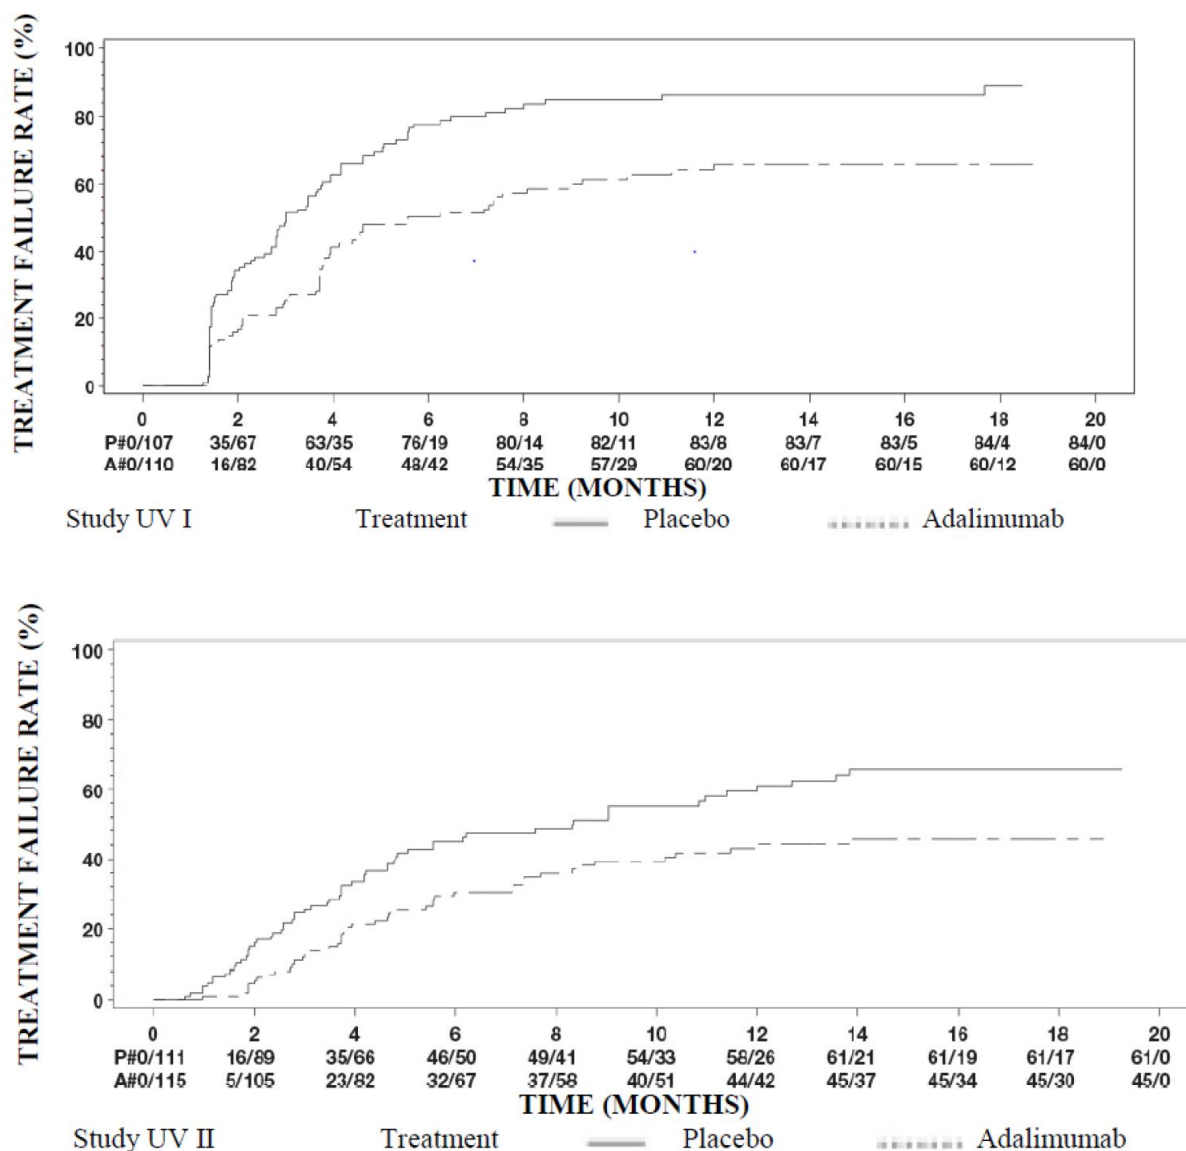 TREATMENT FAILURE RATE (%)
100
80
60
40
20
0
0 2 4 6 8 10 12 14 16 18 20
P#0/107 35/67 63/35 76/19 80/14 82/11 83/8 83/7 83/5 84/4 84/0
A#0/110 16/82 40/54 48/42 54/35 57/29 60/20 60/17 60/15 60/12 60/0
TIME (MONTHS)
Study UV I Treatment Placebo Adalimumab
TREATMENT FAILURE RATE (%)
100
80
60
40
20
0
0 2 4 6 8 10 12 14 16 18 20
P#0/111 16/89 35/66 46/50 49/41 54/33 58/26 61/21 61/19 61/17 61/0
A#0/115 5/105 23/82 32/67 37/58 40/51 44/42 45/37 45/34 45/30 45/0
TIME (MONTHS)
Study UV II Treatment Placebo Adalimumab